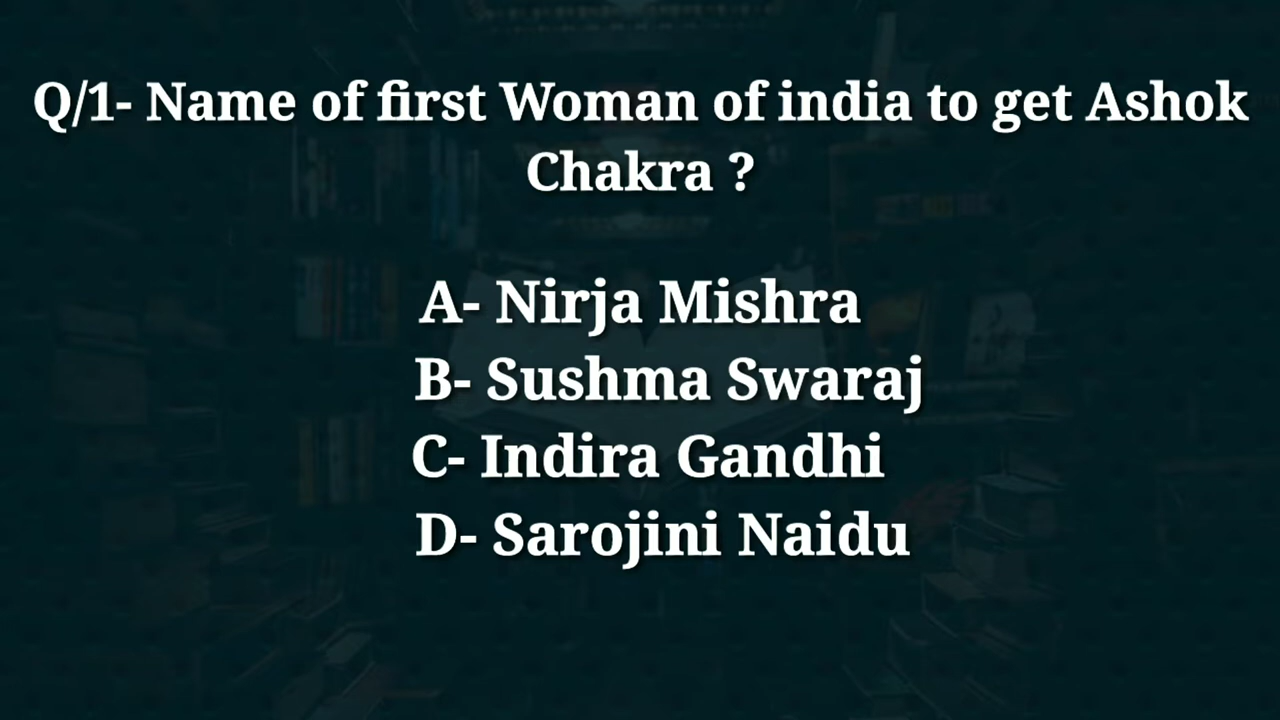 Q/1- Name of first Woman of india to get Ashok
Chakra ?
A- Nirja Mishra
B- Sushma Swaraj
C- Indira Gandhi
D- Sarojini Naidu